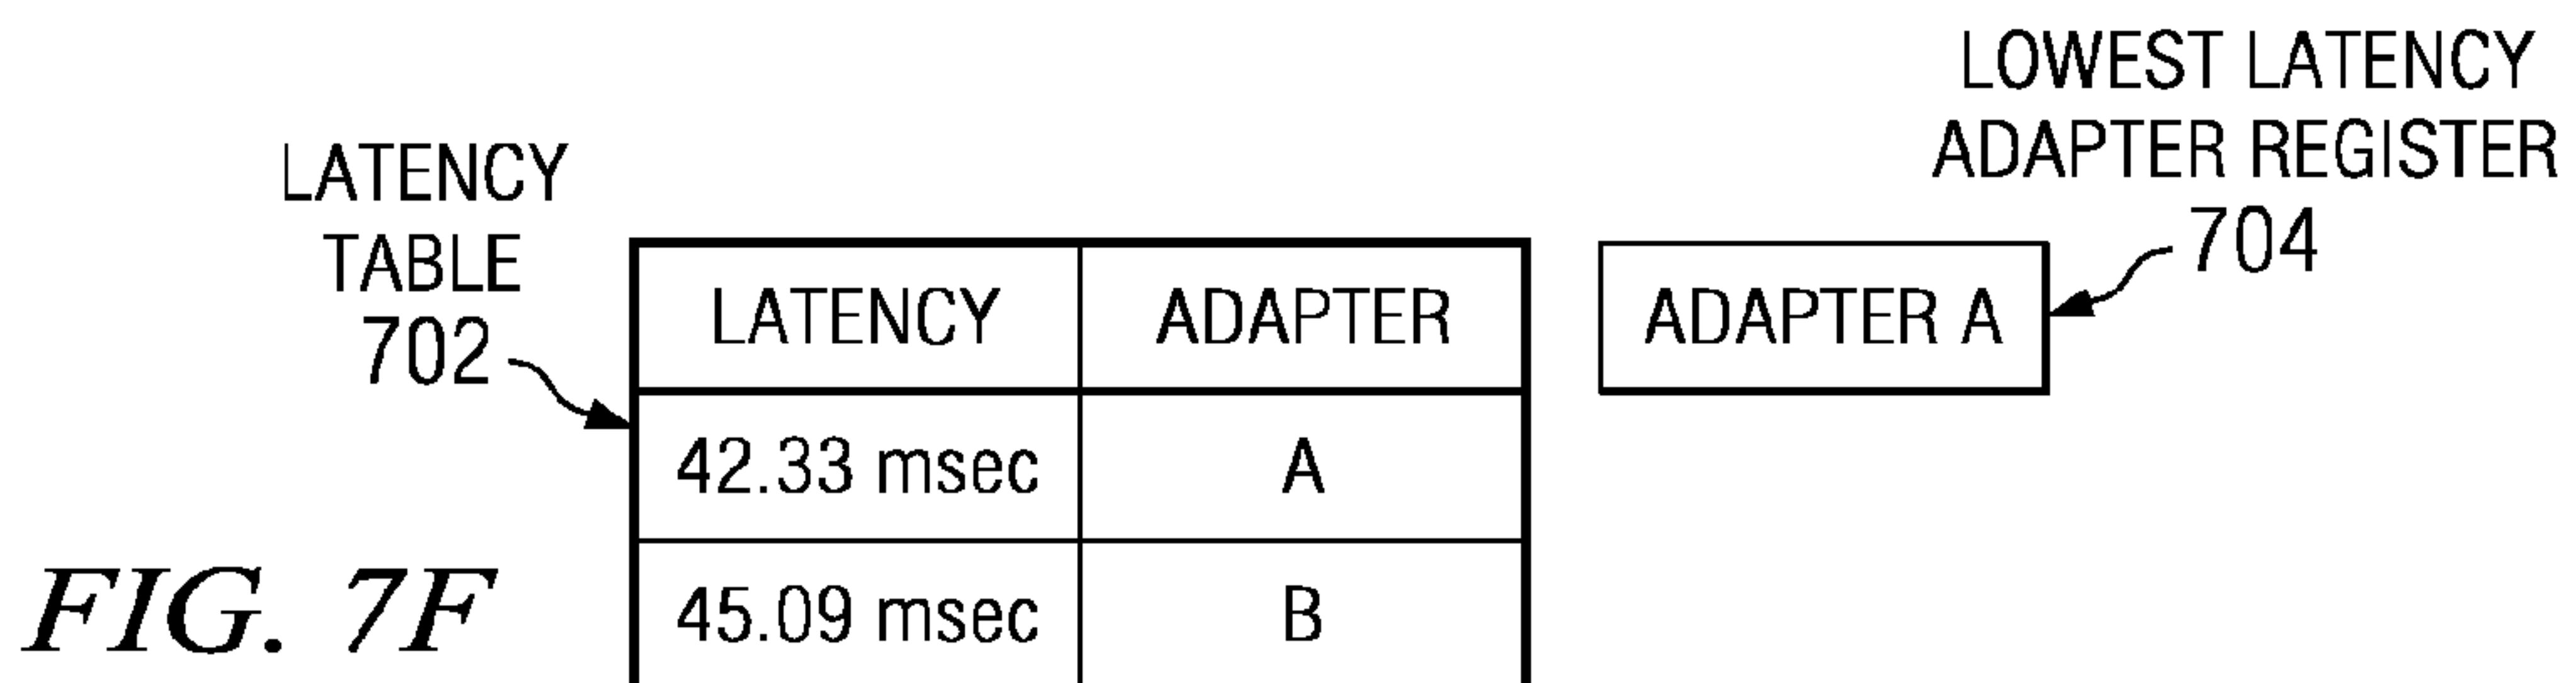 LOWEST LATENCY
ADAPTER REGISTER
704
LATENCY
TABLE
702
LATENCY ADAPTER
ADAPTER A
42.33 msec A
45.09 msec B
FIG. 7F